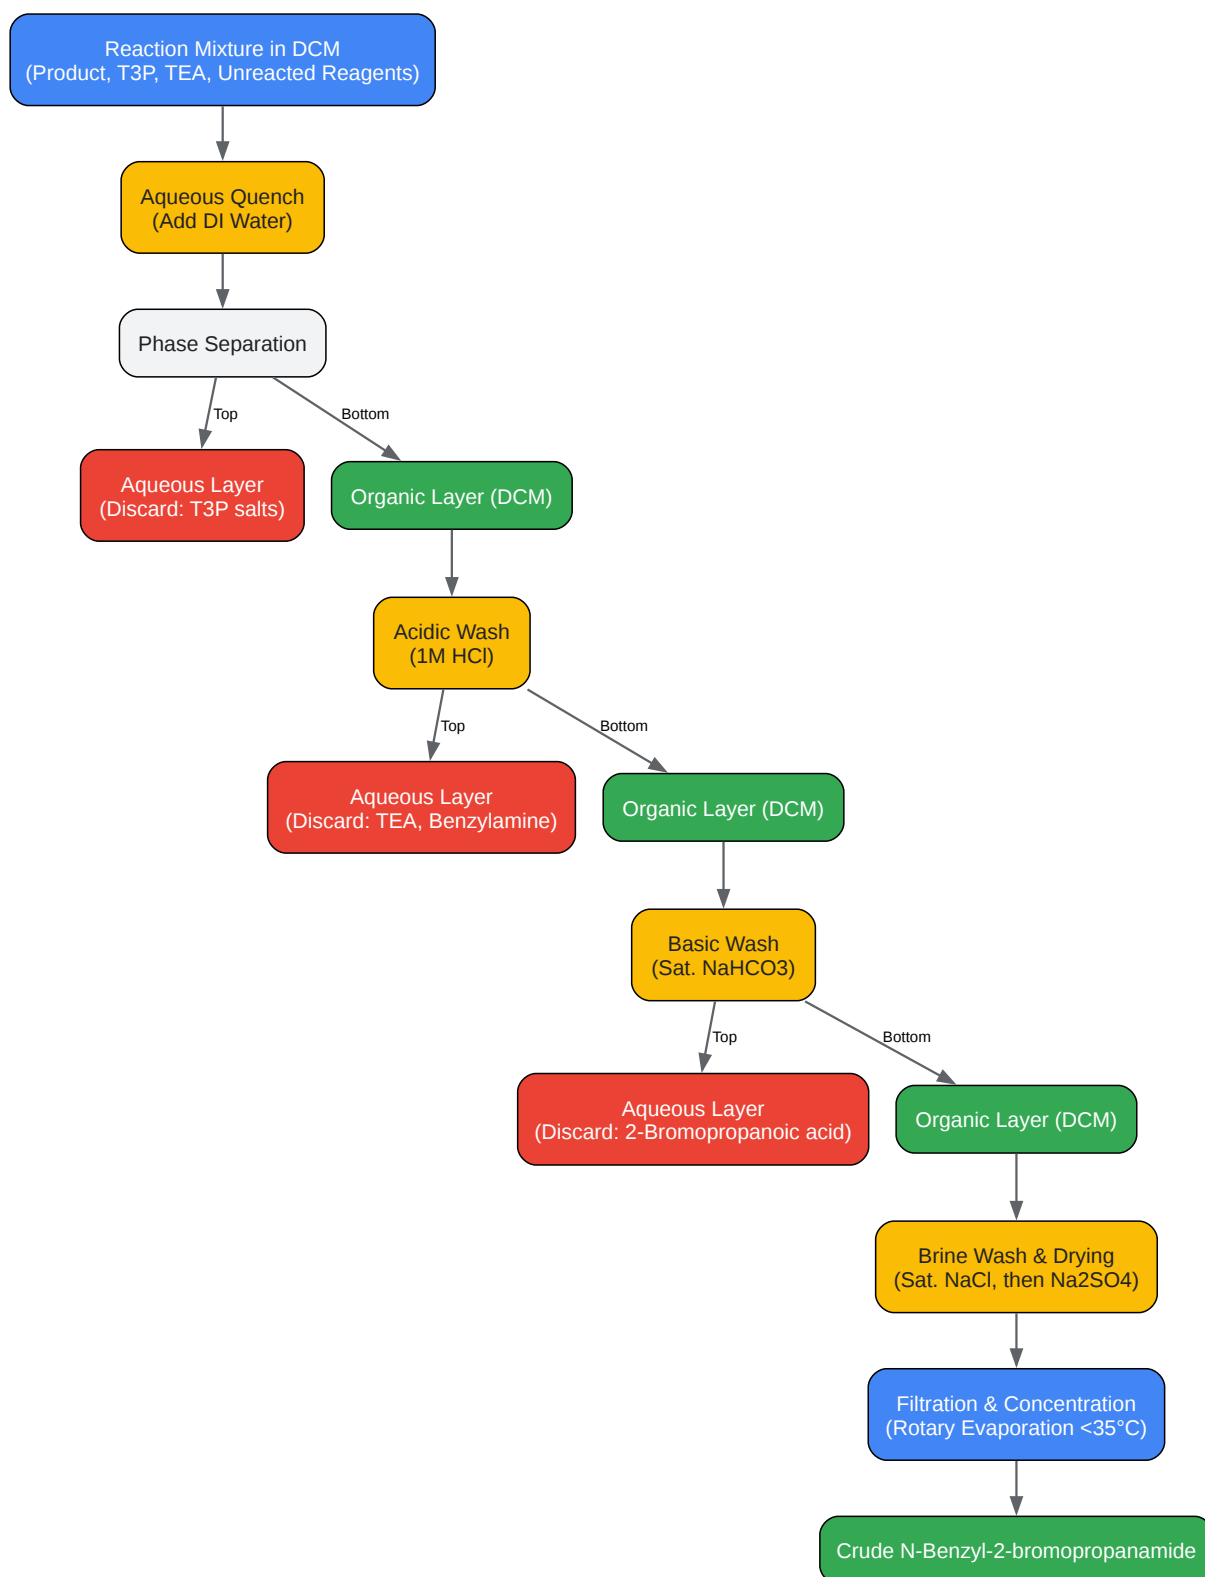 Reaction Mixture in DCM
(Product, T3P, TEA, Unreacted Reagents)
Aqueous Quench
(Add DI Water)
Phase Separation
Top
Bottom
Aqueous Layer
(Discard: T3P salts)
Organic Layer (DCM)
Acidic Wash
(1M HCl)
Top
Bottom
Aqueous Layer
(Discard: TEA, Benzylamine)
Organic Layer (DCM)
Basic Wash
(Sat. NaHCO3)
Top
Bottom
Aqueous Layer
(Discard: 2-Bromopropanoic acid)
Organic Layer (DCM)
Brine Wash & Drying
(Sat. NaCl, then Na2SO4)
Filtration & Concentration
(Rotary Evaporation <35°C)
Crude N-Benzyl-2-bromopropanamide